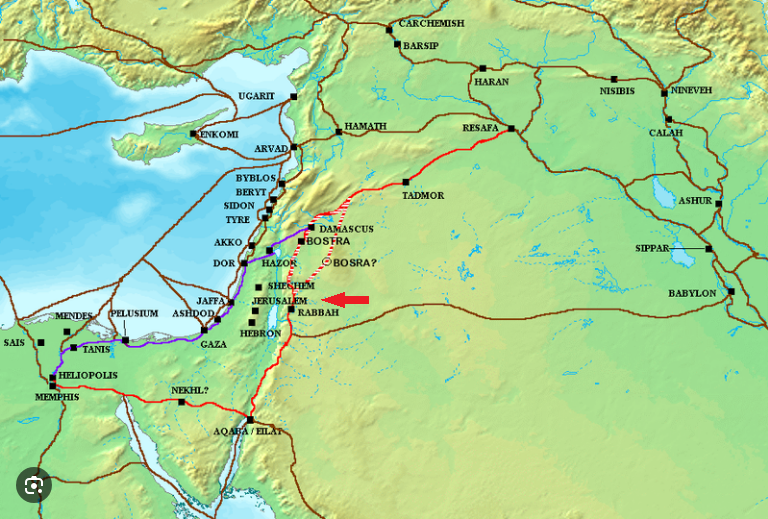 CARCHEMISH
BARSIP
HARAN
NISIBIS
NINEVEH
UGARIT
HAMATH
RESAFA
CALAH
ENKOMI
ARVAD
BYBLOS
BERYT
TADMOR
ASHUR
SIDON
TYRE
DAMASCUS
AKKO
BOSTRA
SIPPAR
DOR
HAZOR
BOSRA?
SHECHEM
BABYLON
JAFFA
JERUSALEM
MENDES
PELUSIUM
ASHDOD
RABBAH
SAIS
TANIS
GAZA
HEBRON
HELIOPOLIS
MEMPHIS
NEKHL?
AQABA / EILAT